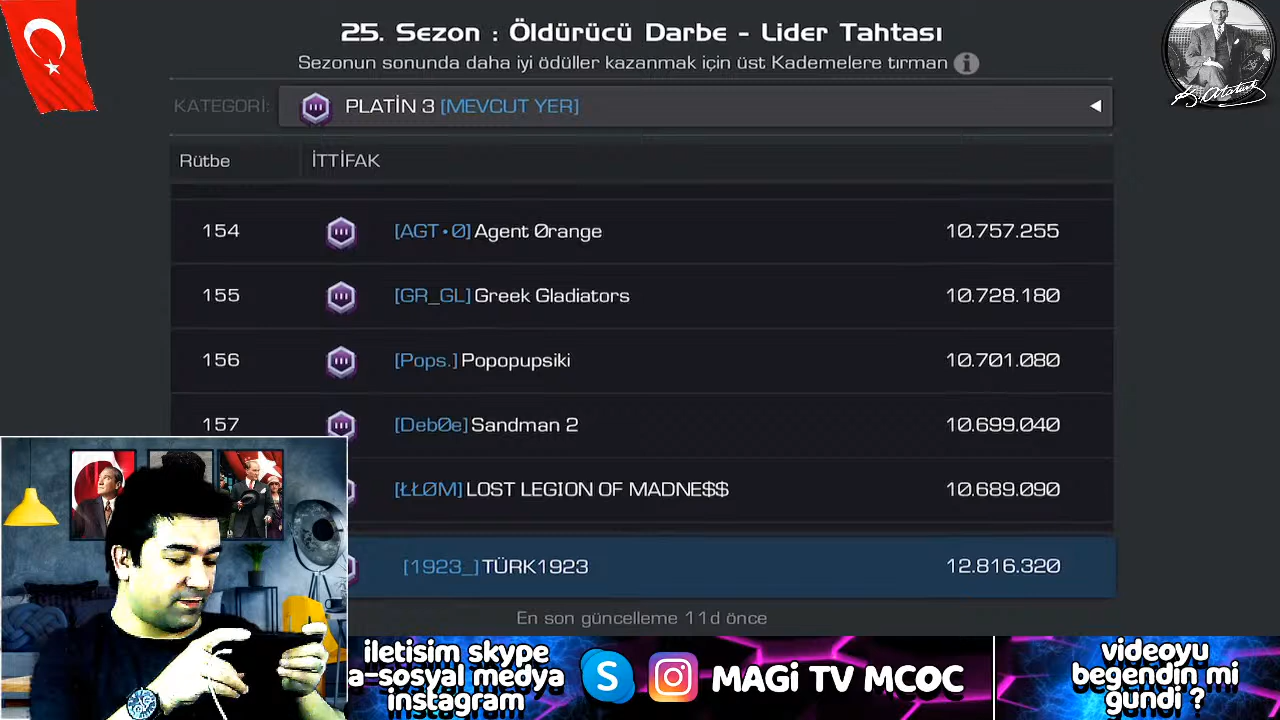 25. Sezon : Öldürücü Darbe - Lider Tahtası
Sezonun sonunda daha iyi ödüller kazanmak için üst Kademelere tırman
KATEGORİ: PLATİN 3 [MEVCUT YER]
Rütbe İTTİFAK
154 [AGT•Ø] Agent Ørange 10.757.255
155 [GR_GL] Greek Gladiators 10.728.180
156 [Pops.] Popopupsiki 10.701.080
157 [DebØe] Sandman 2 10.699.040
[ŁŁØM] LOST LEGION OF MADNE$$ 10.689.090
[1923_] TÜRK1923 12.816.320
En son güncelleme 11d önce
iletisim skype
a-sosyal medya
instagram
S
MAGi TV MCOC
videoyu
begendin mi
gundi ?